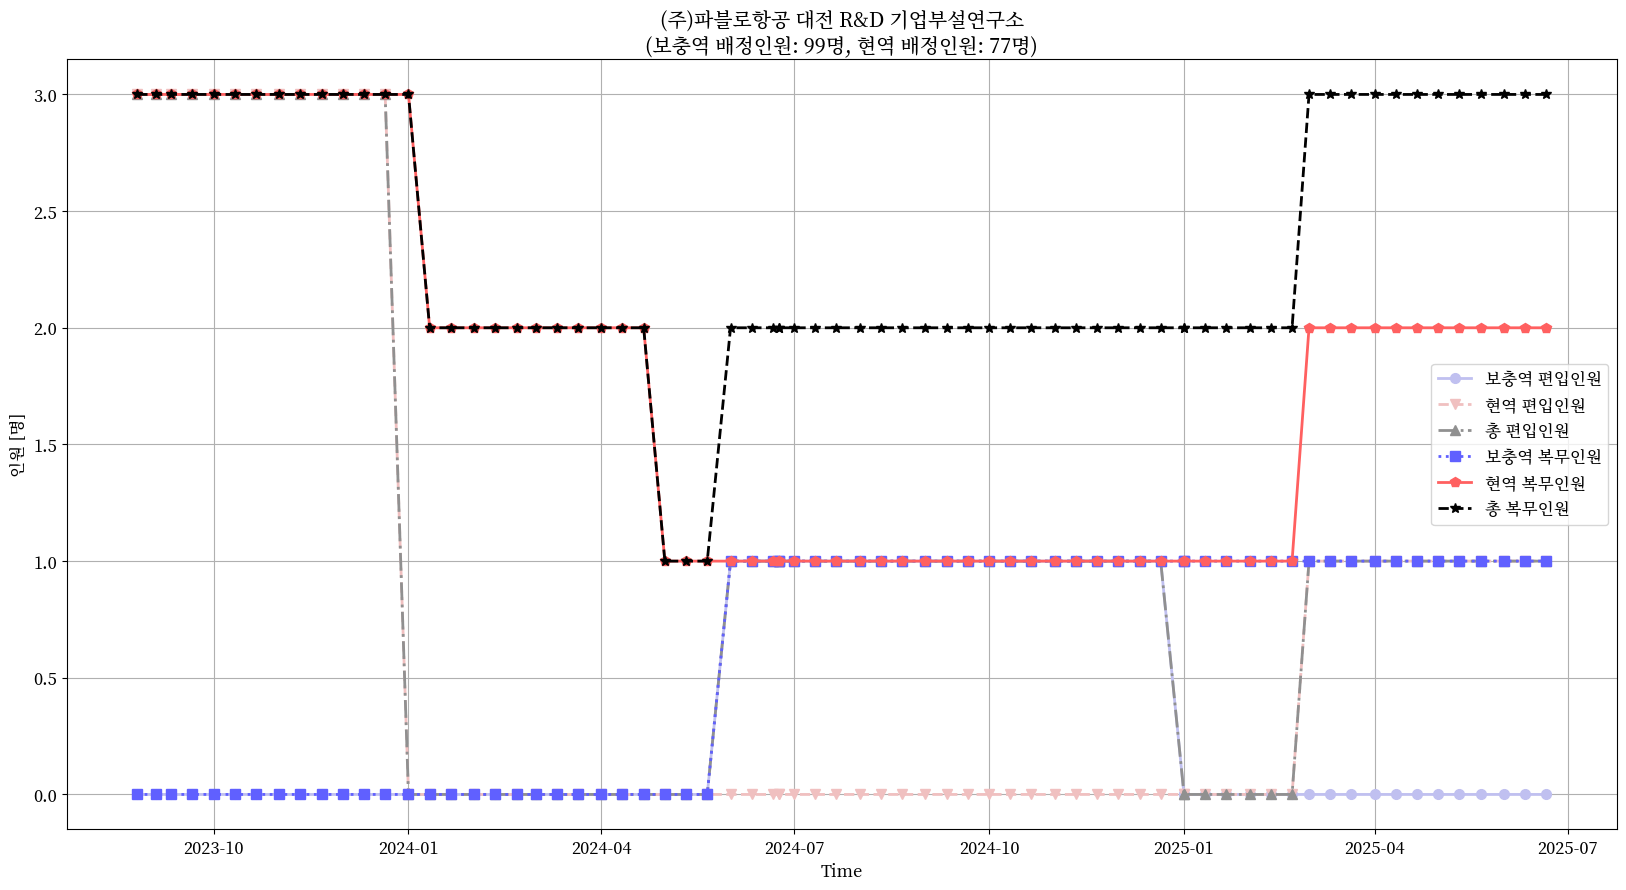 (주)파블로항공 대전 R&D 기업부설연구소
(보충역 배정인원: 99명, 현역 배정인원: 77명)
3.0
2.5
2.0
1.5
1.0
0.5
0.0
인원 [명]
보충역 편입인원
현역 편입인원
총 편입인원
보충역 복무인원
현역 복무인원
총 복무인원
2023-10
2024-01
2024-04
2024-07
2024-10
2025-01
2025-04
2025-07
Time